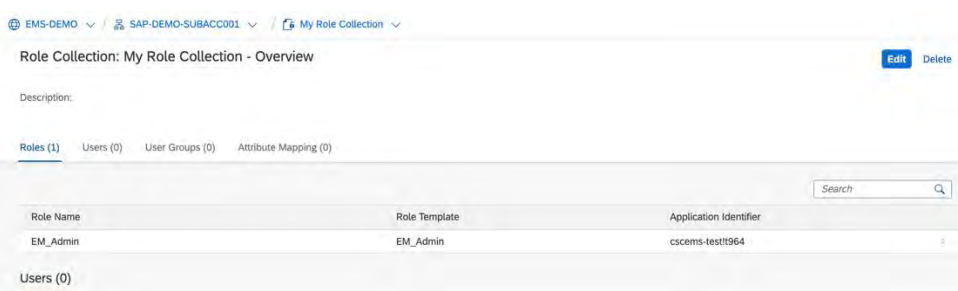 EMS-DEMO / SAP-DEMO-SUBACC001 / My Role Collection
Role Collection: My Role Collection - Overview
Edit Delete
Description:
Roles (1) Users (0) User Groups (0) Attribute Mapping (0)
Search
Role Name Role Template Application Identifier
EM_Admin EM_Admin cscems-test!t964
Users (0)